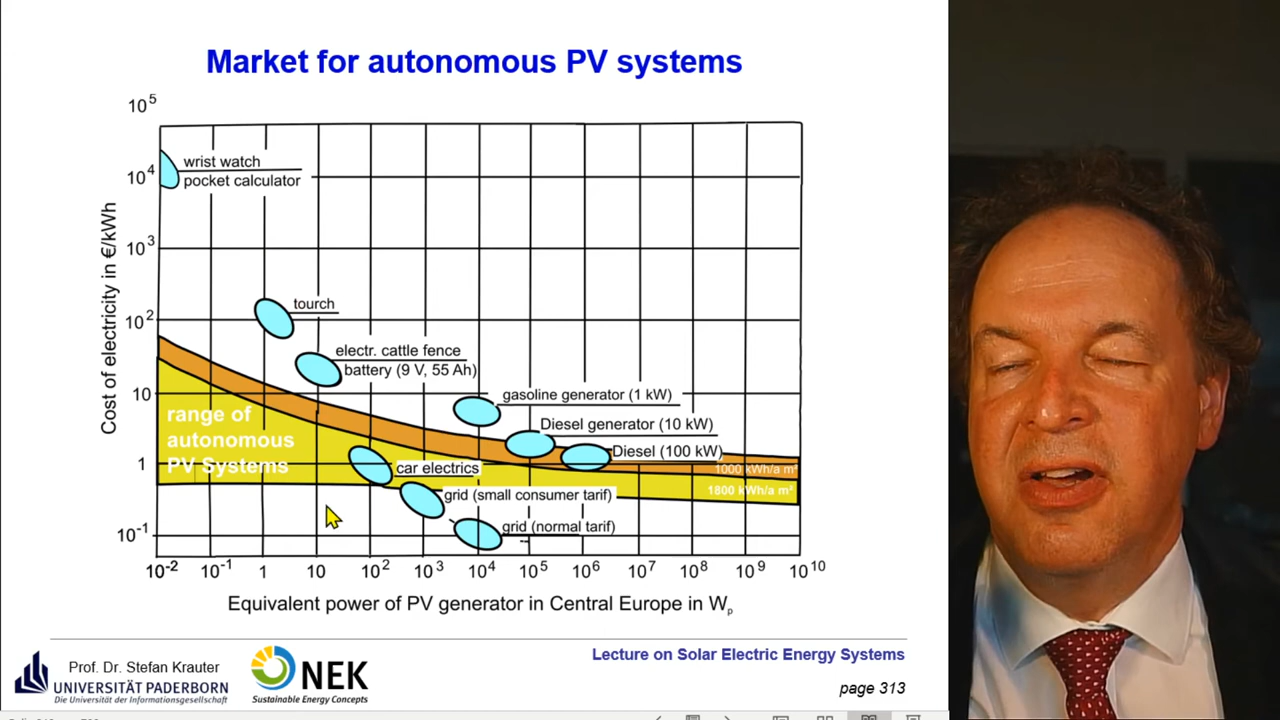 Market for autonomous PV systems
10^5
10^4
10^3
10^2
10
1
10^-1
Cost of electricity in €/kWh
wrist watch
pocket calculator
tourch
electr. cattle fence
battery (9 V, 55 Ah)
gasoline generator (1 kW)
Diesel generator (10 kW)
Diesel (100 kW)
range of
autonomous
PV Systems
car electrics
1000 kWh/a m²
1800 kWh/a m²
grid (small consumer tarif)
grid (normal tarif)
10^-2 10^-1 1 10 10^2 10^3 10^4 10^5 10^6 10^7 10^8 10^9 10^10
Equivalent power of PV generator in Central Europe in Wp
Prof. Dr. Stefan Krauter
UNIVERSITÄT PADERBORN
Die Universität der Informationsgesellschaft
NEK
Sustainable Energy Concepts
Lecture on Solar Electric Energy Systems
page 313